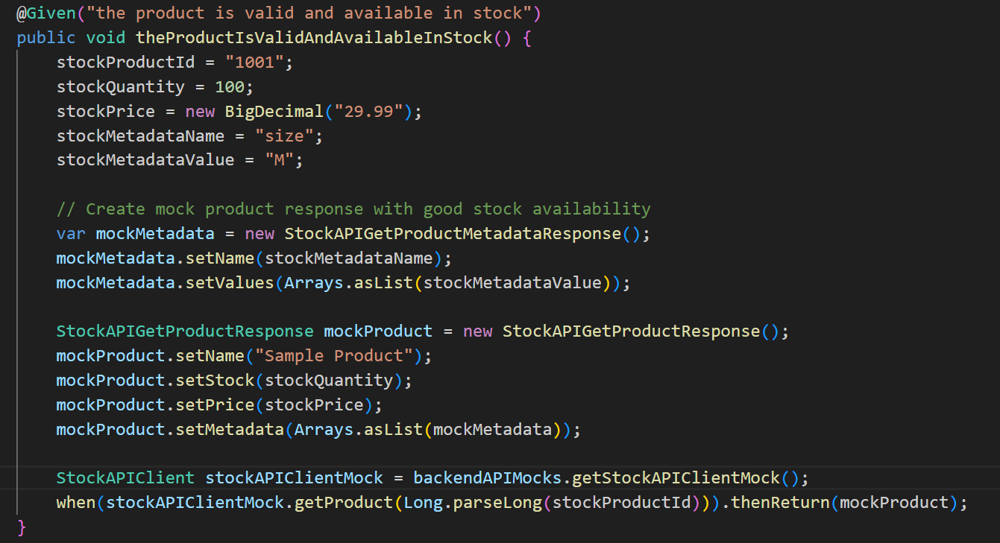 @Given("the product is valid and available in stock")
public void theProductIsValidAndAvailableInStock() {
    stockProductId = "1001";
    stockQuantity = 100;
    stockPrice = new BigDecimal("29.99");
    stockMetadataName = "size";
    stockMetadataValue = "M";

    // Create mock product response with good stock availability
    var mockMetadata = new StockAPIGetProductMetadataResponse();
    mockMetadata.setName(stockMetadataName);
    mockMetadata.setValues(Arrays.asList(stockMetadataValue));

    StockAPIGetProductResponse mockProduct = new StockAPIGetProductResponse();
    mockProduct.setName("Sample Product");
    mockProduct.setStock(stockQuantity);
    mockProduct.setPrice(stockPrice);
    mockProduct.setMetadata(Arrays.asList(mockMetadata));

    StockAPIClient stockAPIClientMock = backendAPIMocks.getStockAPIClientMock();
    when(stockAPIClientMock.getProduct(Long.parseLong(stockProductId))).thenReturn(mockProduct);
}